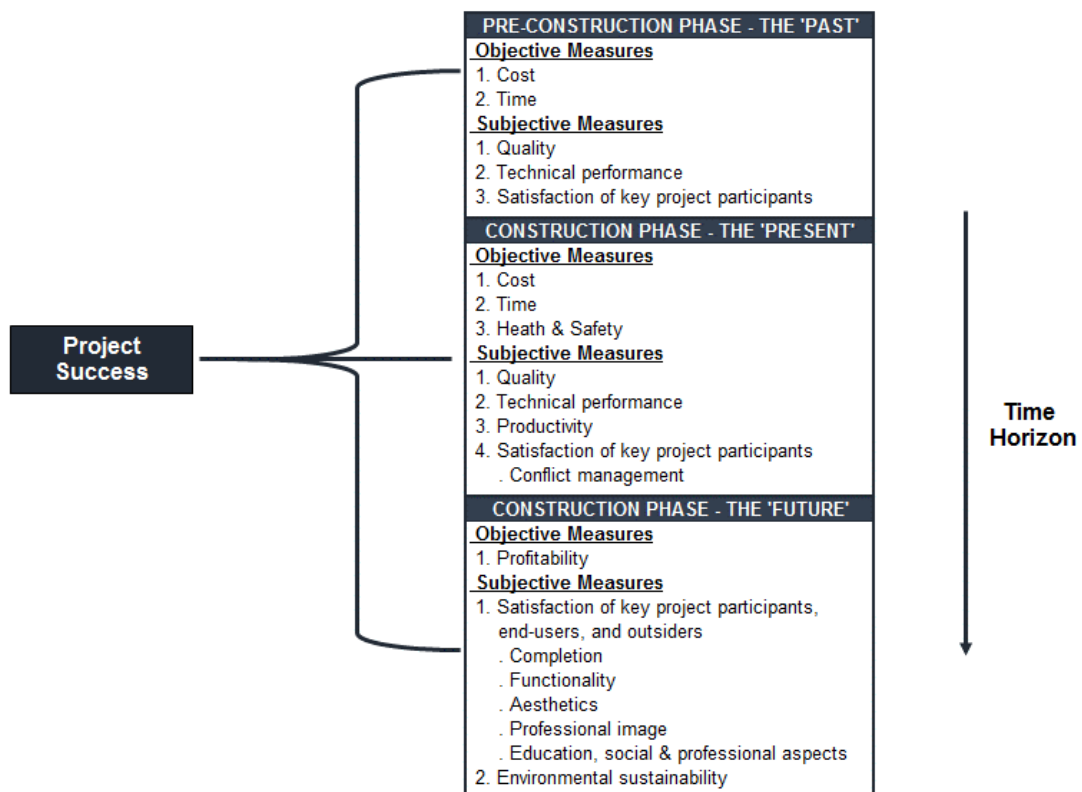 PRE-CONSTRUCTION PHASE - THE 'PAST'
Objective Measures
1. Cost
2. Time
Subjective Measures
1. Quality
2. Technical performance
3. Satisfaction of key project participants
CONSTRUCTION PHASE - THE 'PRESENT'
Objective Measures
1. Cost
2. Time
3. Heath & Safety
Subjective Measures
1. Quality
2. Technical performance
3. Productivity
4. Satisfaction of key project participants
. Conflict management
CONSTRUCTION PHASE - THE 'FUTURE'
Objective Measures
1. Profitability
Subjective Measures
1. Satisfaction of key project participants,
end-users, and outsiders
. Completion
. Functionality
. Aesthetics
. Professional image
. Education, social & professional aspects
2. Environmental sustainability
Project
Success
Time
Horizon